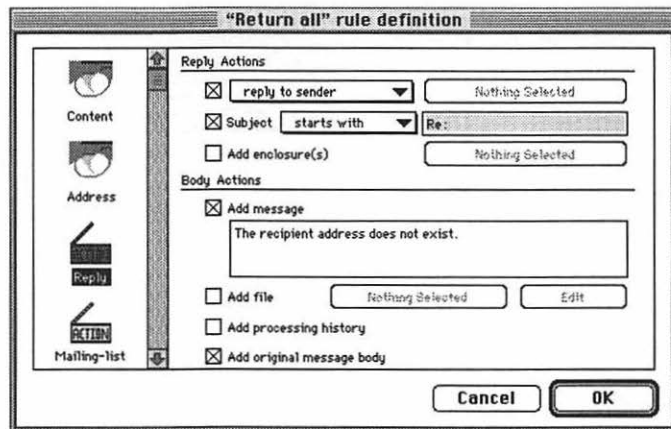 “Return all” rule definition
Content
Address
Reply
ACTION
Mailing-list
Reply Actions
reply to sender
Nothing Selected
Subject
starts with
Re:
Add enclosure(s)
Nothing Selected
Body Actions
Add message
The recipient address does not exist.
Add file
Nothing Selected
Edit
Add processing history
Add original message body
Cancel
OK